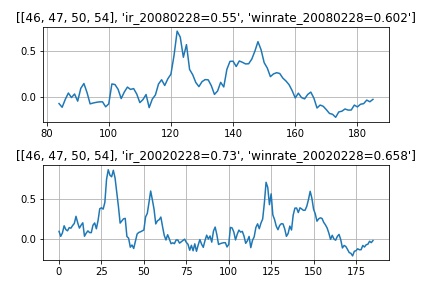 [[46, 47, 50, 54], 'ir_20080228=0.55', 'winrate_20080228=0.602']
0.5
0.0
80 100 120 140 160 180
[[46, 47, 50, 54], 'ir_20020228=0.73', 'winrate_20020228=0.658']
0.5
0.0
0 25 50 75 100 125 150 175